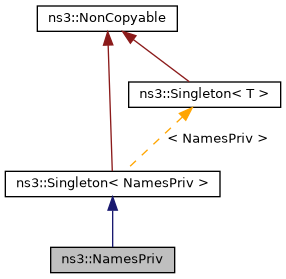 ns3::NonCopyable
ns3::Singleton< T >
< NamesPriv >
ns3::Singleton< NamesPriv >
ns3::NamesPriv